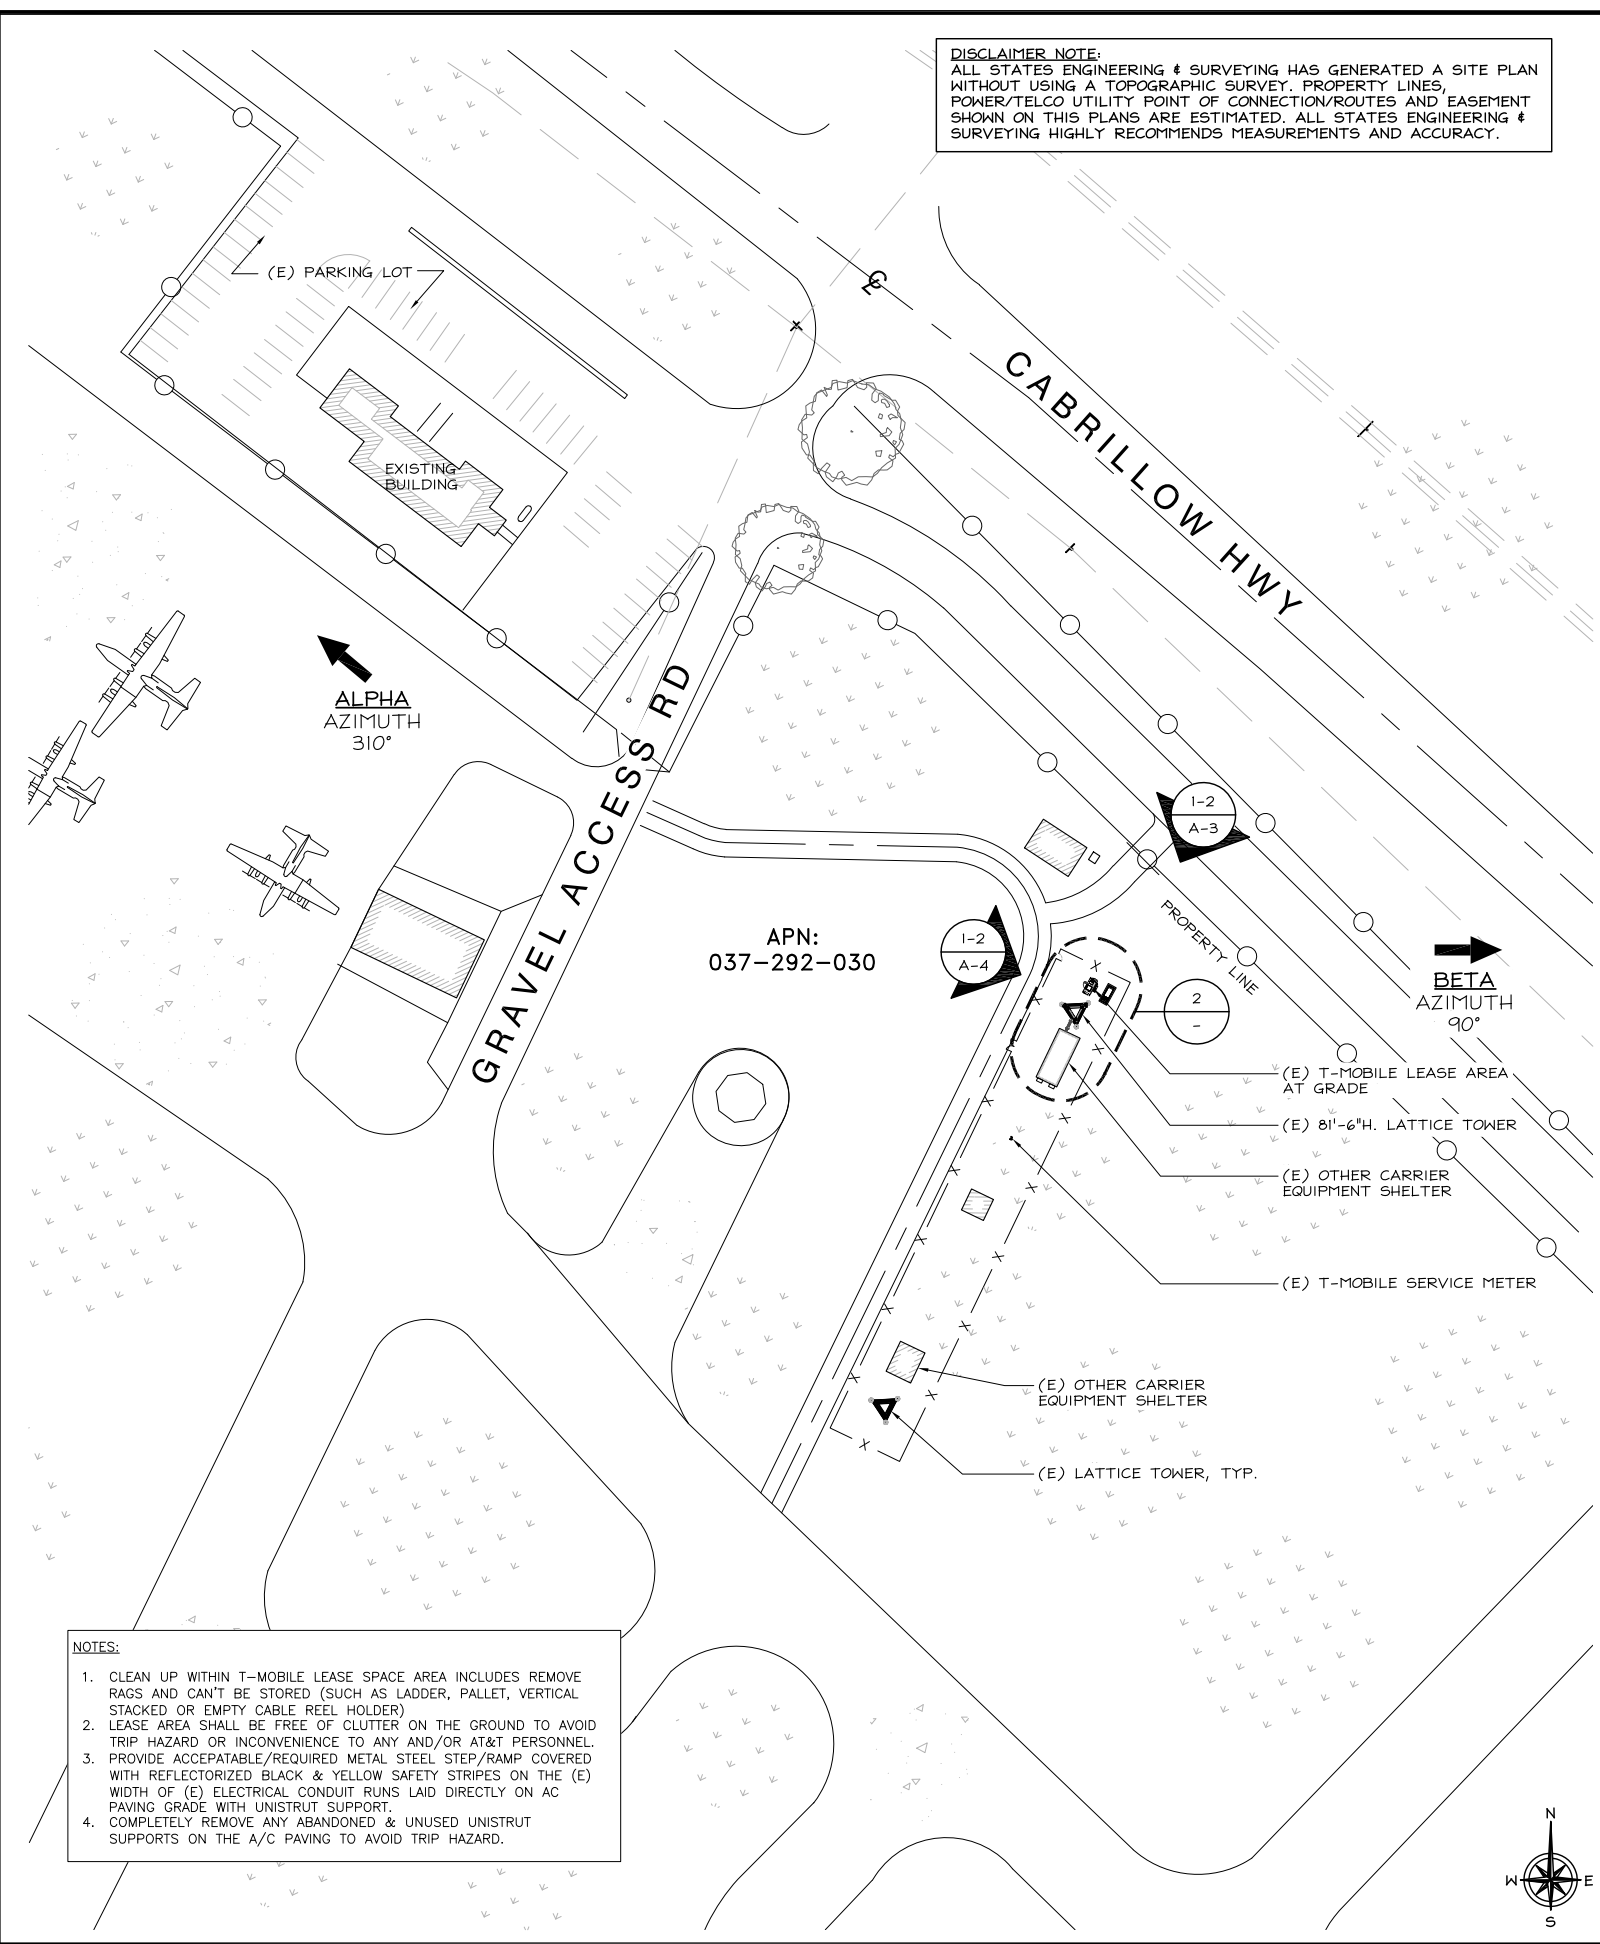 DISCLAIMER NOTE:
ALL STATES ENGINEERING & SURVEYING HAS GENERATED A SITE PLAN
WITHOUT USING A TOPOGRAPHIC SURVEY. PROPERTY LINES,
POWER/TELCO UTILITY POINT OF CONNECTION/ROUTES AND EASEMENT
SHOWN ON THIS PLANS ARE ESTIMATED. ALL STATES ENGINEERING &
SURVEYING HIGHLY RECOMMENDS MEASUREMENTS AND ACCURACY.
(E) PARKING LOT
CL
CABRILLOW HWY
EXISTING
BUILDING
ALPHA
AZIMUTH
310°
GRAVEL ACCESS RD
1-2
A-3
PROPERTY LINE
APN:
037-292-030
1-2
A-4
BETA
AZIMUTH
90°
2
-
(E) T-MOBILE LEASE AREA
AT GRADE
(E) 81'-6"H. LATTICE TOWER
(E) OTHER CARRIER
EQUIPMENT SHELTER
(E) T-MOBILE SERVICE METER
(E) OTHER CARRIER
EQUIPMENT SHELTER
(E) LATTICE TOWER, TYP.
NOTES:
1. CLEAN UP WITHIN T-MOBILE LEASE SPACE AREA INCLUDES REMOVE
RAGS AND CAN'T BE STORED (SUCH AS LADDER, PALLET, VERTICAL
STACKED OR EMPTY CABLE REEL HOLDER)
2. LEASE AREA SHALL BE FREE OF CLUTTER ON THE GROUND TO AVOID
TRIP HAZARD OR INCONVENIENCE TO ANY AND/OR AT&T PERSONNEL.
3. PROVIDE ACCEPATABLE/REQUIRED METAL STEEL STEP/RAMP COVERED
WITH REFLECTORIZED BLACK & YELLOW SAFETY STRIPES ON THE (E)
WIDTH OF (E) ELECTRICAL CONDUIT RUNS LAID DIRECTLY ON AC
PAVING GRADE WITH UNISTRUT SUPPORT.
4. COMPLETELY REMOVE ANY ABANDONED & UNUSED UNISTRUT
SUPPORTS ON THE A/C PAVING TO AVOID TRIP HAZARD.
N
W
E
S